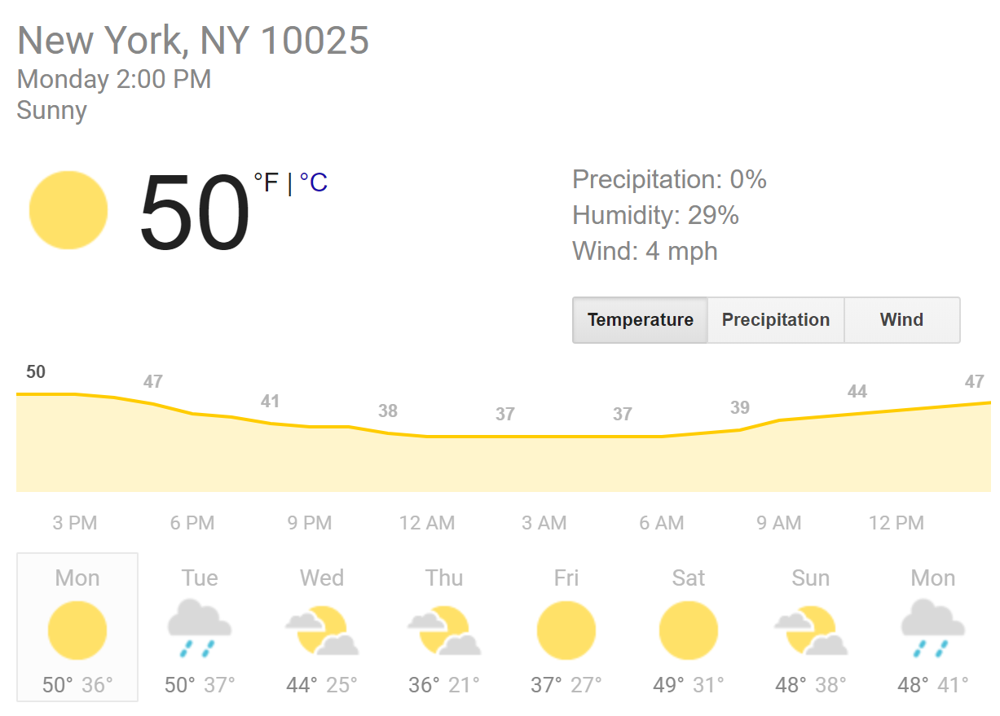 New York, NY 10025
Monday 2:00 PM
Sunny
50 °F | °C
Precipitation: 0%
Humidity: 29%
Wind: 4 mph
Temperature Precipitation Wind
50 47 41 38 37 37 39 44 47
3 PM 6 PM 9 PM 12 AM 3 AM 6 AM 9 AM 12 PM
Mon Tue Wed Thu Fri Sat Sun Mon
50° 36° 50° 37° 44° 25° 36° 21° 37° 27° 49° 31° 48° 38° 48° 41°